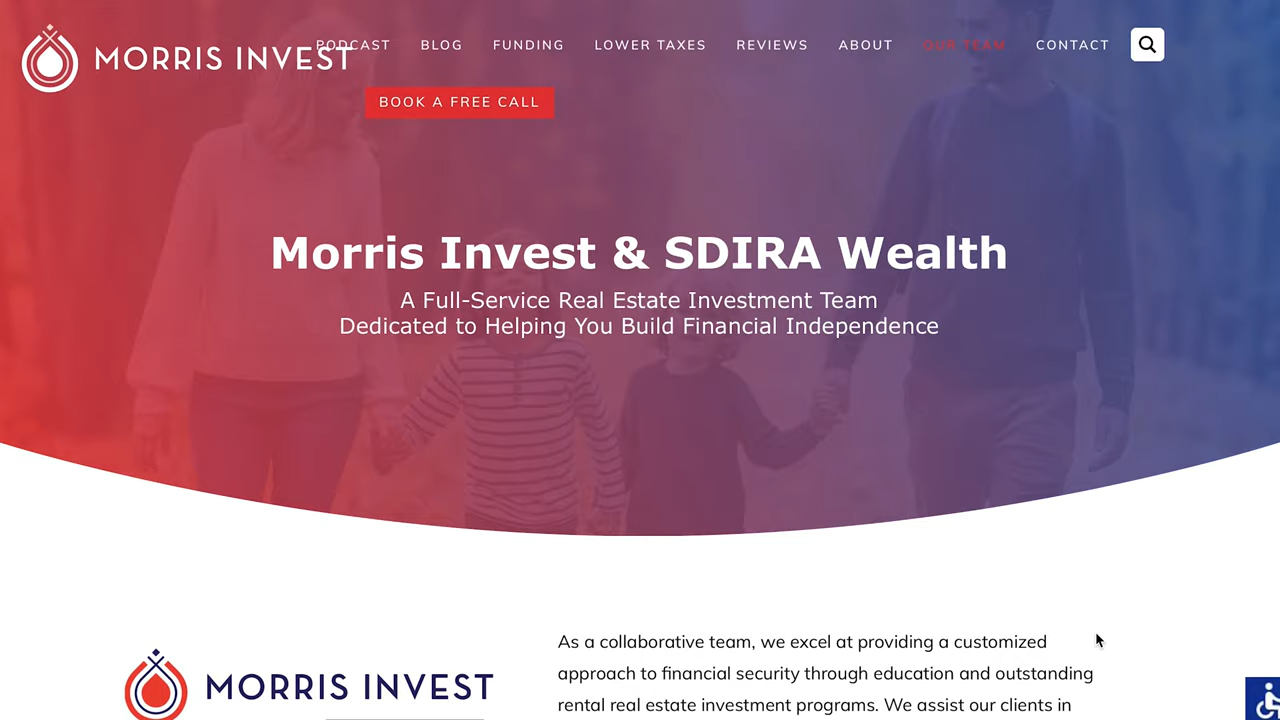 MORRIS INVEST
PODCAST BLOG FUNDING LOWER TAXES REVIEWS ABOUT OUR TEAM CONTACT
BOOK A FREE CALL
Morris Invest & SDIRA Wealth
A Full-Service Real Estate Investment Team
Dedicated to Helping You Build Financial Independence
MORRIS INVEST
As a collaborative team, we excel at providing a customized
approach to financial security through education and outstanding
rental real estate investment programs. We assist our clients in